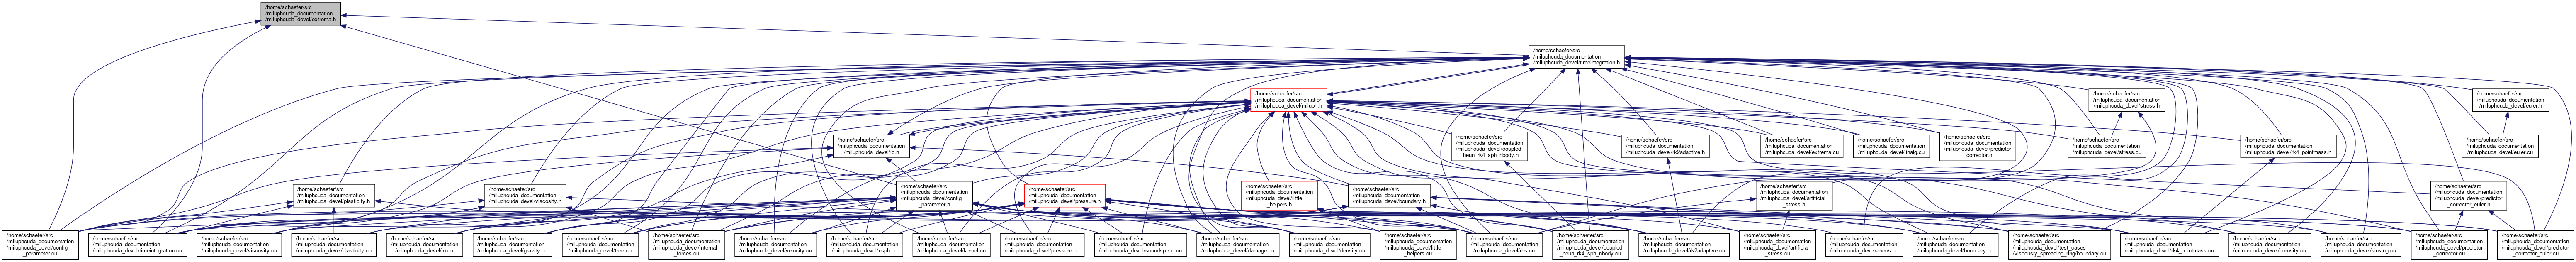 /home/schaefer/src
/miluphcuda_documentation
/miluphcuda_devel/extrema.h
/home/schaefer/src
/miluphcuda_documentation
/miluphcuda_devel/timeintegration.h
/home/schaefer/src
/miluphcuda_documentation
/miluphcuda_devel/miluph.h
/home/schaefer/src
/miluphcuda_documentation
/miluphcuda_devel/stress.h
/home/schaefer/src
/miluphcuda_documentation
/miluphcuda_devel/euler.h
/home/schaefer/src
/miluphcuda_documentation
/miluphcuda_devel/io.h
/home/schaefer/src
/miluphcuda_documentation
/miluphcuda_devel/coupled
_heun_rk4_sph_nbody.h
/home/schaefer/src
/miluphcuda_documentation
/miluphcuda_devel/rk2adaptive.h
/home/schaefer/src
/miluphcuda_documentation
/miluphcuda_devel/extrema.cu
/home/schaefer/src
/miluphcuda_documentation
/miluphcuda_devel/linalg.cu
/home/schaefer/src
/miluphcuda_documentation
/miluphcuda_devel/predictor
_corrector.h
/home/schaefer/src
/miluphcuda_documentation
/miluphcuda_devel/stress.cu
/home/schaefer/src
/miluphcuda_documentation
/miluphcuda_devel/rk4_pointmass.h
/home/schaefer/src
/miluphcuda_documentation
/miluphcuda_devel/euler.cu
/home/schaefer/src
/miluphcuda_documentation
/miluphcuda_devel/plasticity.h
/home/schaefer/src
/miluphcuda_documentation
/miluphcuda_devel/viscosity.h
/home/schaefer/src
/miluphcuda_documentation
/miluphcuda_devel/config
_parameter.h
/home/schaefer/src
/miluphcuda_documentation
/miluphcuda_devel/pressure.h
/home/schaefer/src
/miluphcuda_documentation
/miluphcuda_devel/little
_helpers.h
/home/schaefer/src
/miluphcuda_documentation
/miluphcuda_devel/boundary.h
/home/schaefer/src
/miluphcuda_documentation
/miluphcuda_devel/artificial
_stress.h
/home/schaefer/src
/miluphcuda_documentation
/miluphcuda_devel/predictor
_corrector_euler.h
/home/schaefer/src
/miluphcuda_documentation
/miluphcuda_devel/config
_parameter.cu
/home/schaefer/src
/miluphcuda_documentation
/miluphcuda_devel/timeintegration.cu
/home/schaefer/src
/miluphcuda_documentation
/miluphcuda_devel/viscosity.cu
/home/schaefer/src
/miluphcuda_documentation
/miluphcuda_devel/plasticity.cu
/home/schaefer/src
/miluphcuda_documentation
/miluphcuda_devel/io.cu
/home/schaefer/src
/miluphcuda_documentation
/miluphcuda_devel/gravity.cu
/home/schaefer/src
/miluphcuda_documentation
/miluphcuda_devel/tree.cu
/home/schaefer/src
/miluphcuda_documentation
/miluphcuda_devel/internal
_forces.cu
/home/schaefer/src
/miluphcuda_documentation
/miluphcuda_devel/velocity.cu
/home/schaefer/src
/miluphcuda_documentation
/miluphcuda_devel/xsph.cu
/home/schaefer/src
/miluphcuda_documentation
/miluphcuda_devel/kernel.cu
/home/schaefer/src
/miluphcuda_documentation
/miluphcuda_devel/pressure.cu
/home/schaefer/src
/miluphcuda_documentation
/miluphcuda_devel/soundspeed.cu
/home/schaefer/src
/miluphcuda_documentation
/miluphcuda_devel/damage.cu
/home/schaefer/src
/miluphcuda_documentation
/miluphcuda_devel/density.cu
/home/schaefer/src
/miluphcuda_documentation
/miluphcuda_devel/little
_helpers.cu
/home/schaefer/src
/miluphcuda_documentation
/miluphcuda_devel/rhs.cu
/home/schaefer/src
/miluphcuda_documentation
/miluphcuda_devel/coupled
_heun_rk4_sph_nbody.cu
/home/schaefer/src
/miluphcuda_documentation
/miluphcuda_devel/rk2adaptive.cu
/home/schaefer/src
/miluphcuda_documentation
/miluphcuda_devel/artificial
_stress.cu
/home/schaefer/src
/miluphcuda_documentation
/miluphcuda_devel/aneos.cu
/home/schaefer/src
/miluphcuda_documentation
/miluphcuda_devel/boundary.cu
/home/schaefer/src
/miluphcuda_documentation
/miluphcuda_devel/test_cases
/viscously_spreading_ring/boundary.cu
/home/schaefer/src
/miluphcuda_documentation
/miluphcuda_devel/rk4_pointmass.cu
/home/schaefer/src
/miluphcuda_documentation
/miluphcuda_devel/porosity.cu
/home/schaefer/src
/miluphcuda_documentation
/miluphcuda_devel/sinking.cu
/home/schaefer/src
/miluphcuda_documentation
/miluphcuda_devel/predictor
_corrector.cu
/home/schaefer/src
/miluphcuda_documentation
/miluphcuda_devel/predictor
_corrector_euler.cu